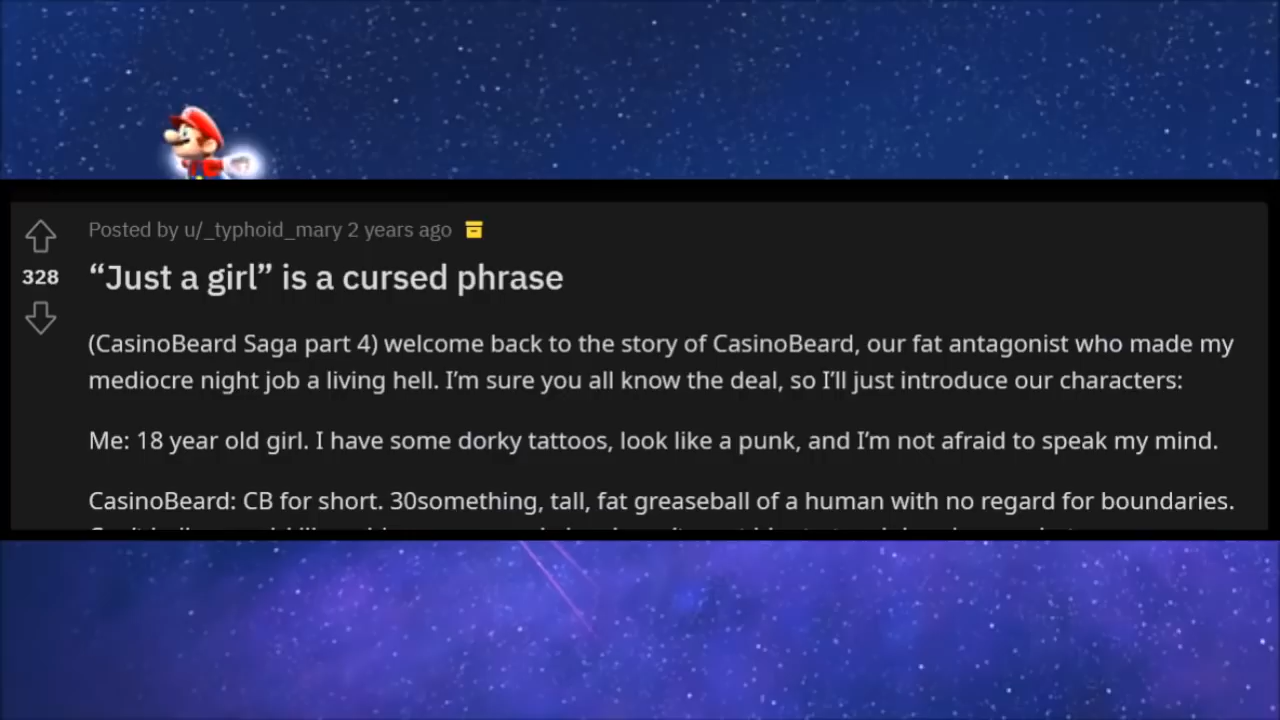 Posted by u/_typhoid_mary 2 years ago
328
“Just a girl” is a cursed phrase
(CasinoBeard Saga part 4) welcome back to the story of CasinoBeard, our fat antagonist who made my
mediocre night job a living hell. I’m sure you all know the deal, so I’ll just introduce our characters:
Me: 18 year old girl. I have some dorky tattoos, look like a punk, and I’m not afraid to speak my mind.
CasinoBeard: CB for short. 30something, tall, fat greaseball of a human with no regard for boundaries.